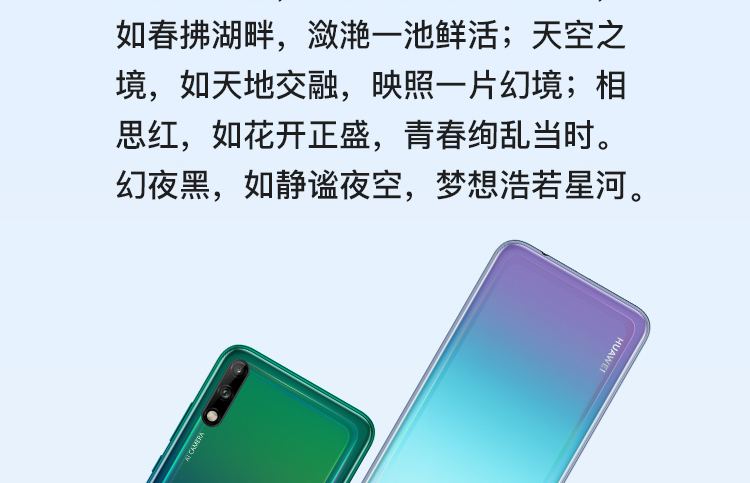 如春拂湖畔，潋滟一池鲜活；天空之
境，如天地交融，映照一片幻境；相
思红，如花开正盛，青春绚乱当时。
幻夜黑，如静谧夜空，梦想浩若星河。
HUAWEI
AI CAMERA